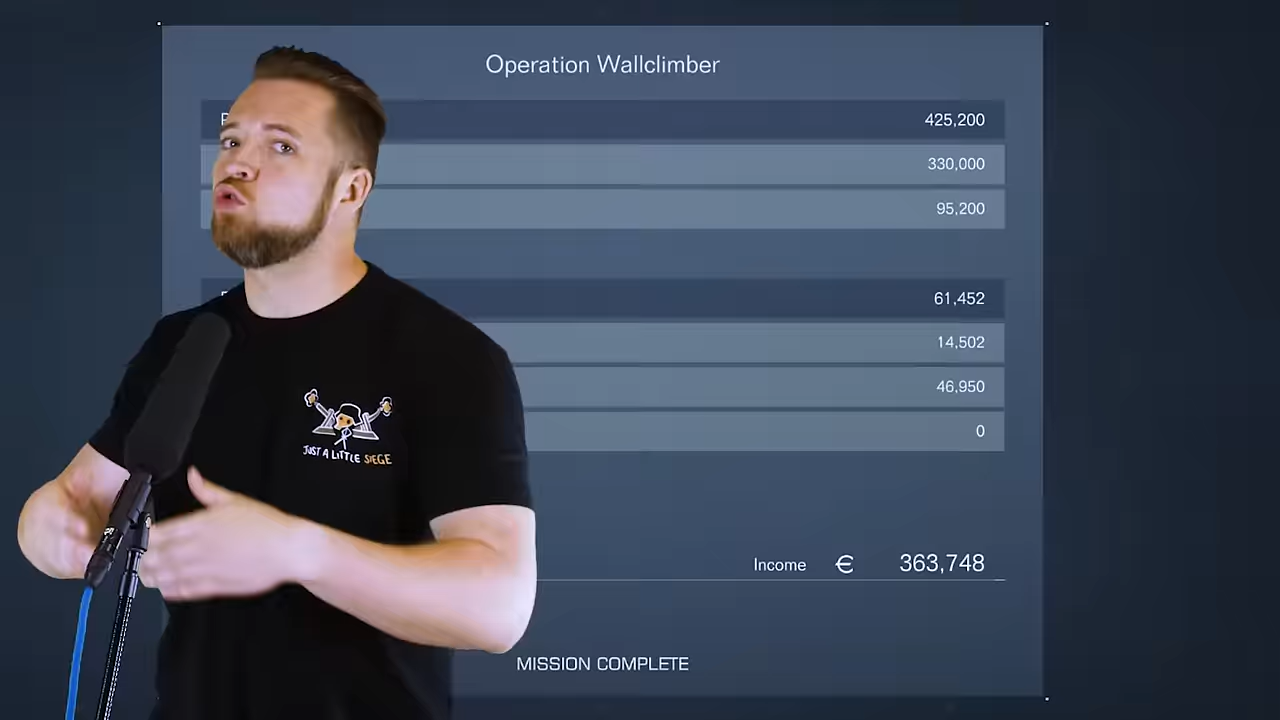 Operation Wallclimber
425,200
330,000
95,200
61,452
14,502
46,950
0
JUST A LITTLE SIEGE
Income € 363,748
MISSION COMPLETE